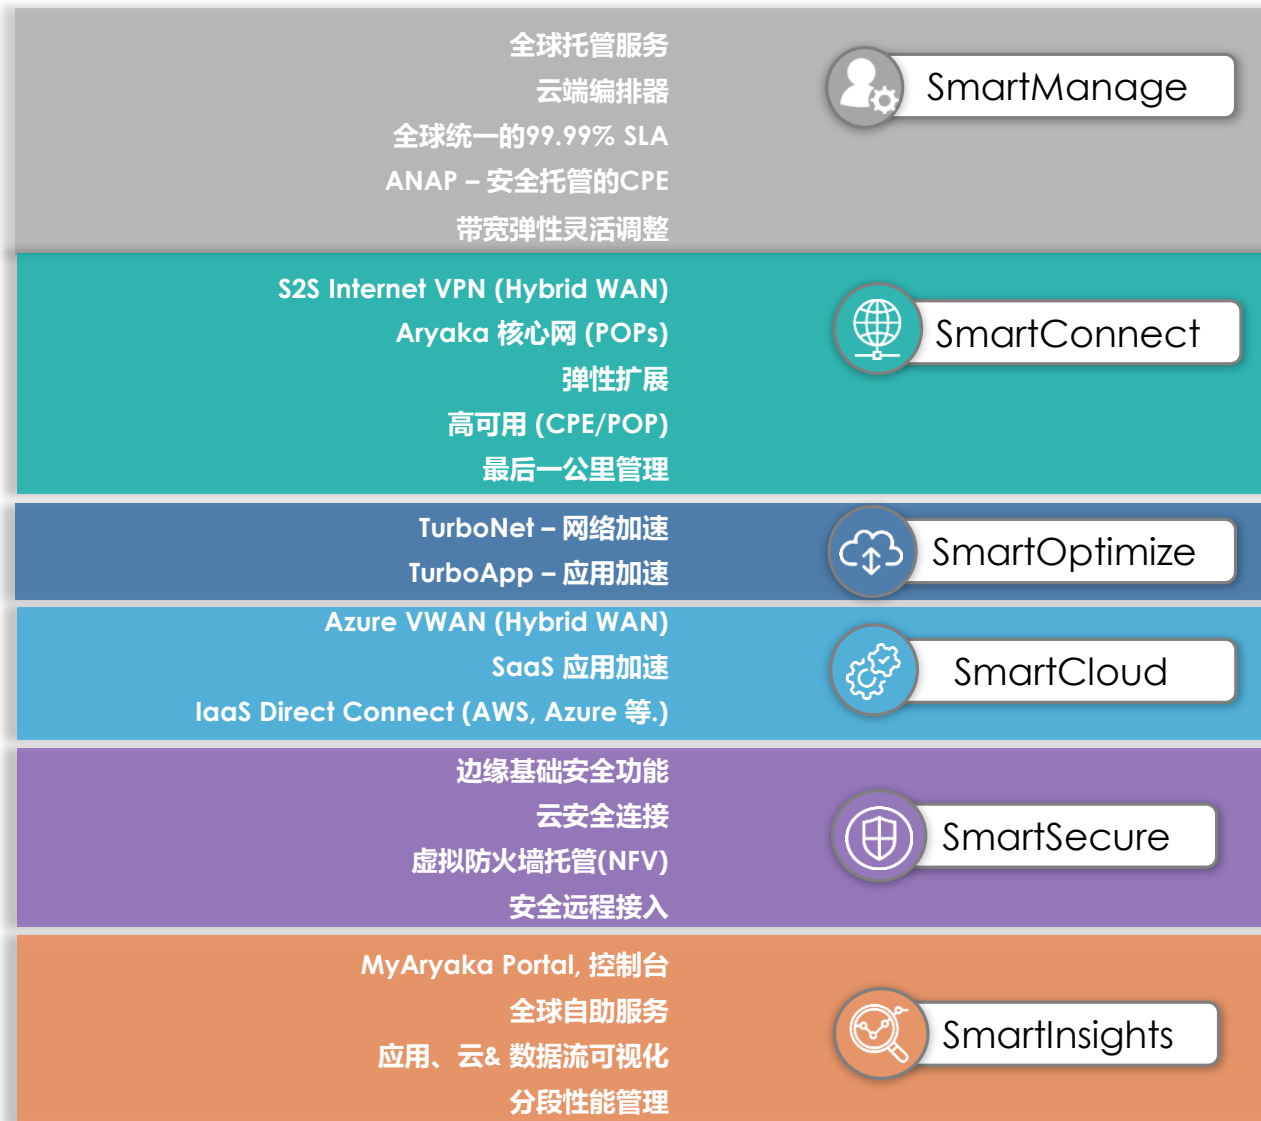 全球托管服务
云端编排器
全球统一的99.99% SLA
ANAP – 安全托管的CPE
带宽弹性灵活调整
SmartManage
S2S Internet VPN (Hybrid WAN)
Aryaka 核心网 (POPs)
弹性扩展
高可用 (CPE/POP)
最后一公里管理
SmartConnect
TurboNet – 网络加速
TurboApp – 应用加速
SmartOptimize
Azure VWAN (Hybrid WAN)
SaaS 应用加速
IaaS Direct Connect (AWS, Azure 等.)
SmartCloud
边缘基础安全功能
云安全连接
虚拟防火墙托管(NFV)
安全远程接入
SmartSecure
MyAryaka Portal, 控制台
全球自助服务
应用、云& 数据流可视化
分段性能管理
SmartInsights